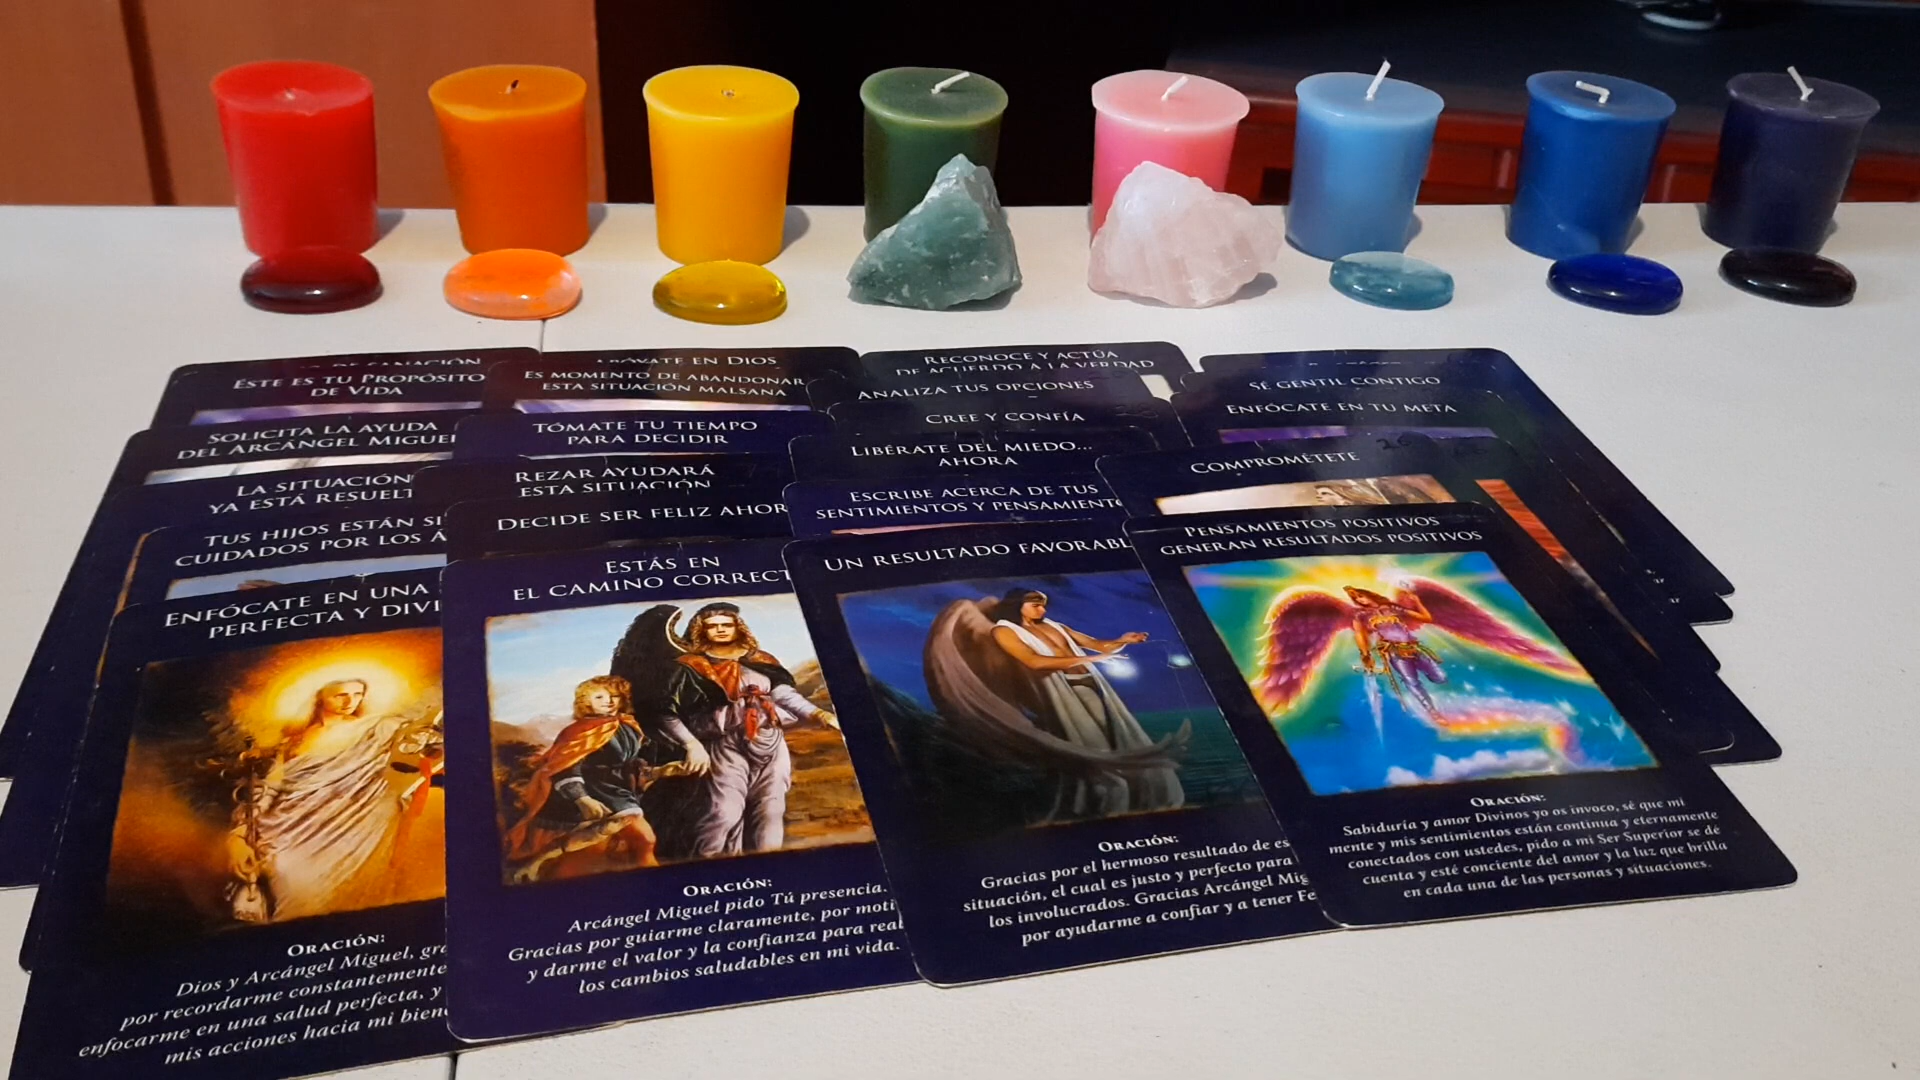 DE SANACIÓN
ÉSTE ES TU PROPÓSITO
DE VIDA
SOLICITA LA AYUDA
DEL ARCÁNGEL MIGUEL
LA SITUACIÓN
YA ESTÁ
TUS HIJOS ESTÁN
CUIDADOS POR LOS
ENFÓCATE EN UNA
PERFECTA Y
ORACIÓN:
Dios y Arcángel Miguel,
por recordarme constantemente
enfocarme en una salud perfecta, y
mis acciones hacia mi
EN DIOS
ES MOMENTO DE ABANDONAR
ESTA SITUACIÓN MALSANA
TÓMATE TU TIEMPO
PARA DECIDIR
REZAR AYUDARÁ
ESTA SITUACIÓN
DECIDE SER FELIZ
ESTÁS EN
EL CAMINO
ORACIÓN:
Arcángel Miguel pido Tú presencia.
Gracias por guiarme claramente, por
y darme el valor y la confianza para
los cambios saludables en mi vida.
RECONOCE Y ACTÚA
DE ACUERDO A LA VERDAD
ANALIZA TUS OPCIONES
CREE Y CONFÍA
LIBÉRATE DEL MIEDO...
AHORA
ESCRIBE ACERCA DE TUS
SENTIMIENTOS Y
UN RESULTADO
ORACIÓN:
Gracias por el hermoso resultado de
situación, el cual es justo y perfecto para
los involucrados. Gracias Arcángel
por ayudarme a confiar y a tener
SÉ GENTIL CONTIGO
ENFÓCATE EN TU META
COMPROMÉTETE
PENSAMIENTOS POSITIVOS
GENERAN RESULTADOS POSITIVOS
ORACIÓN:
Sabiduría y amor Divinos yo os invoco, sé que mi
mente y mis sentimientos están continua y eternamente
conectados con ustedes, pido a mi Ser Superior se dé
cuenta y esté conciente del amor y la luz que brilla
en cada una de las personas y situaciones.